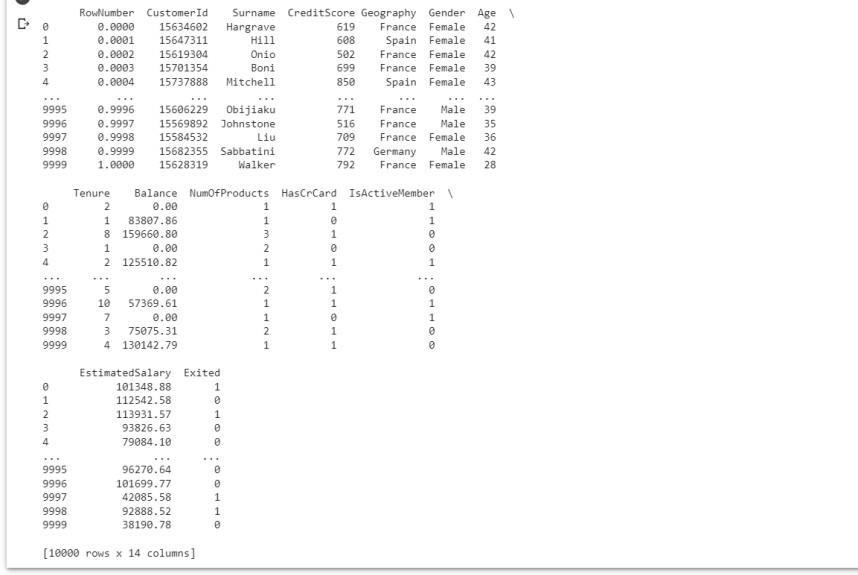 RowNumber CustomerId Surname CreditScore Geography Gender Age \
0 0.0000 15634602 Hargrave 619 France Female 42
1 0.0001 15647311 Hill 608 Spain Female 41
2 0.0002 15619304 Onio 502 France Female 42
3 0.0003 15701354 Boni 699 France Female 39
4 0.0004 15737888 Mitchell 850 Spain Female 43
... ... ... ... ... ... ... ...
9995 0.9996 15606229 Obijiaku 771 France Male 39
9996 0.9997 15569892 Johnstone 516 France Male 35
9997 0.9998 15584532 Liu 709 France Female 36
9998 0.9999 15682355 Sabbatini 772 Germany Male 42
9999 1.0000 15628319 Walker 792 France Female 28
Tenure Balance NumOfProducts HasCrCard IsActiveMember \
0 2 0.00 1 1 1
1 1 83807.86 1 0 1
2 8 159660.80 3 1 0
3 1 0.00 2 0 0
4 2 125510.82 1 1 1
... ... ... ... ... ...
9995 5 0.00 2 1 0
9996 10 57369.61 1 1 1
9997 7 0.00 1 0 1
9998 3 75075.31 2 1 0
9999 4 130142.79 1 1 0
EstimatedSalary Exited
0 101348.88 1
1 112542.58 0
2 113931.57 1
3 93826.63 0
4 79084.10 0
... ... ...
9995 96270.64 0
9996 101699.77 0
9997 42085.58 1
9998 92888.52 1
9999 38190.78 0
[10000 rows x 14 columns]